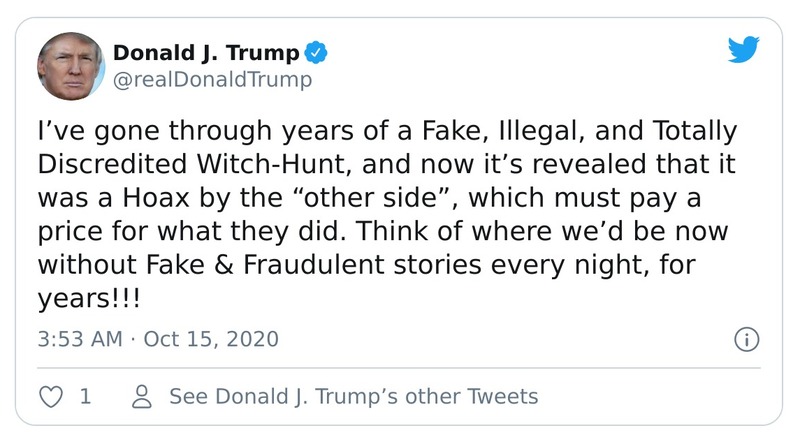 Donald J. Trump
@realDonaldTrump
I’ve gone through years of a Fake, Illegal, and Totally
Discredited Witch-Hunt, and now it’s revealed that it
was a Hoax by the “other side”, which must pay a
price for what they did. Think of where we’d be now
without Fake & Fraudulent stories every night, for
years!!!
3:53 AM · Oct 15, 2020
1 See Donald J. Trump’s other Tweets